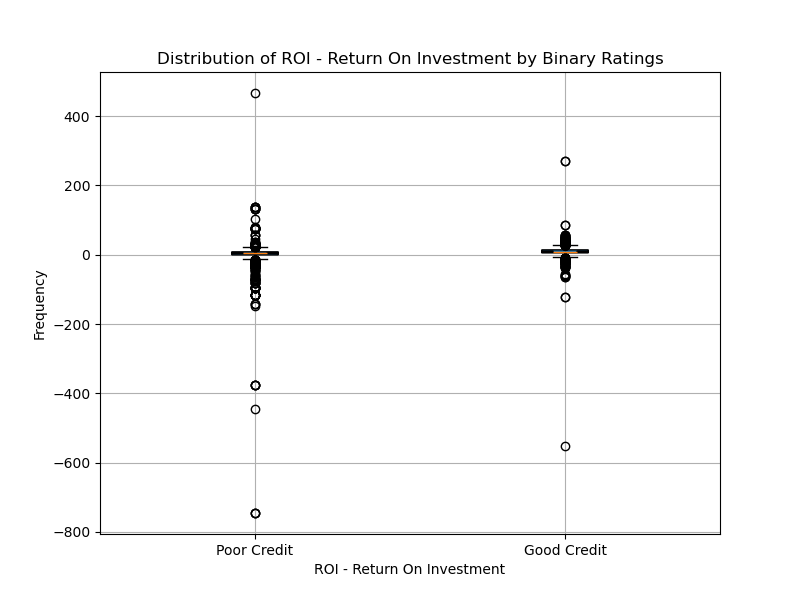 Distribution of ROI - Return On Investment by Binary Ratings
400
200
0
−200
−400
−600
−800
Frequency
Poor Credit Good Credit
ROI - Return On Investment